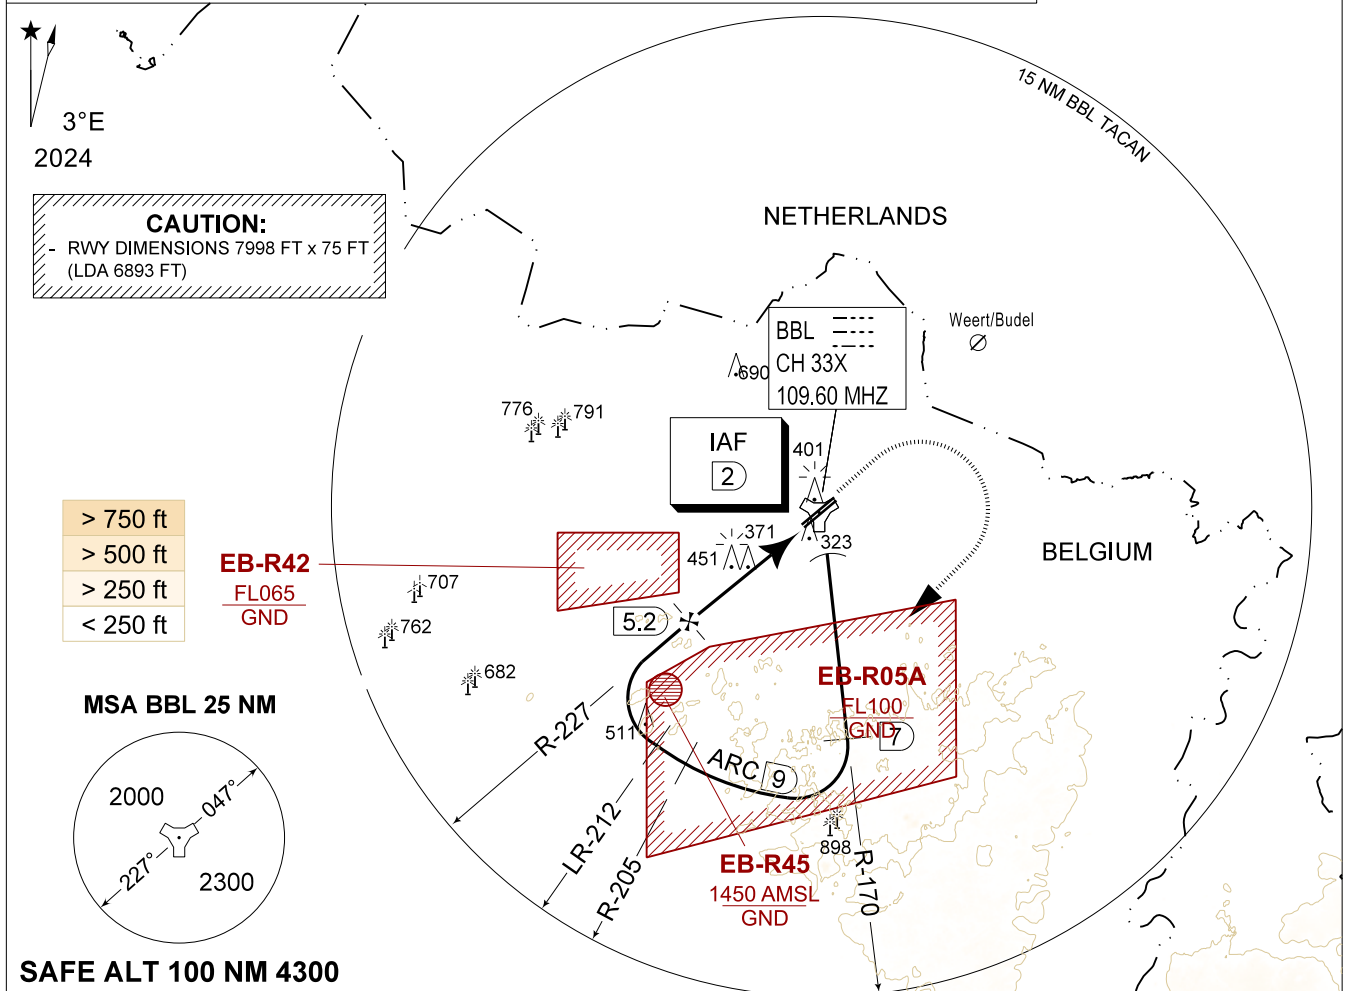 15 NM BBL TACAN
3°E
2024
CAUTION:
- RWY DIMENSIONS 7998 FT x 75 FT
(LDA 6893 FT)
NETHERLANDS
Weert/Budel
BBL
CH 33X
109.60 MHZ
690
776
791
IAF
2
401
> 750 ft
> 500 ft
> 250 ft
< 250 ft
371
451
323
BELGIUM
EB-R42
FL065
GND
707
762
682
5.2
EB-R05A
FL100
GND
7
511
R-227
ARC 9
LR-212
R-205
R-170
898
EB-R45
1450 AMSL
GND
MSA BBL 25 NM
2000
047°
227°
2300
SAFE ALT 100 NM 4300